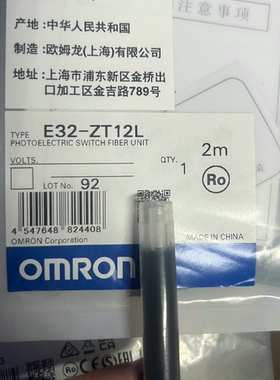 注意事项
产地: 中华人民共和国
制造: 欧姆龙(上海)有限公司
地址: 上海市浦东新区金桥出
口加工区金吉路789号
TYPE E32-ZT12L
PHOTOELECTRIC SWITCH FIBER UNIT
VOLTS.
QTY.
1
2m
LOT No. 92
Ro
4 547648 824408
OMRON Corporation
MADE IN CHINA
OMRON
Ro CE EAC